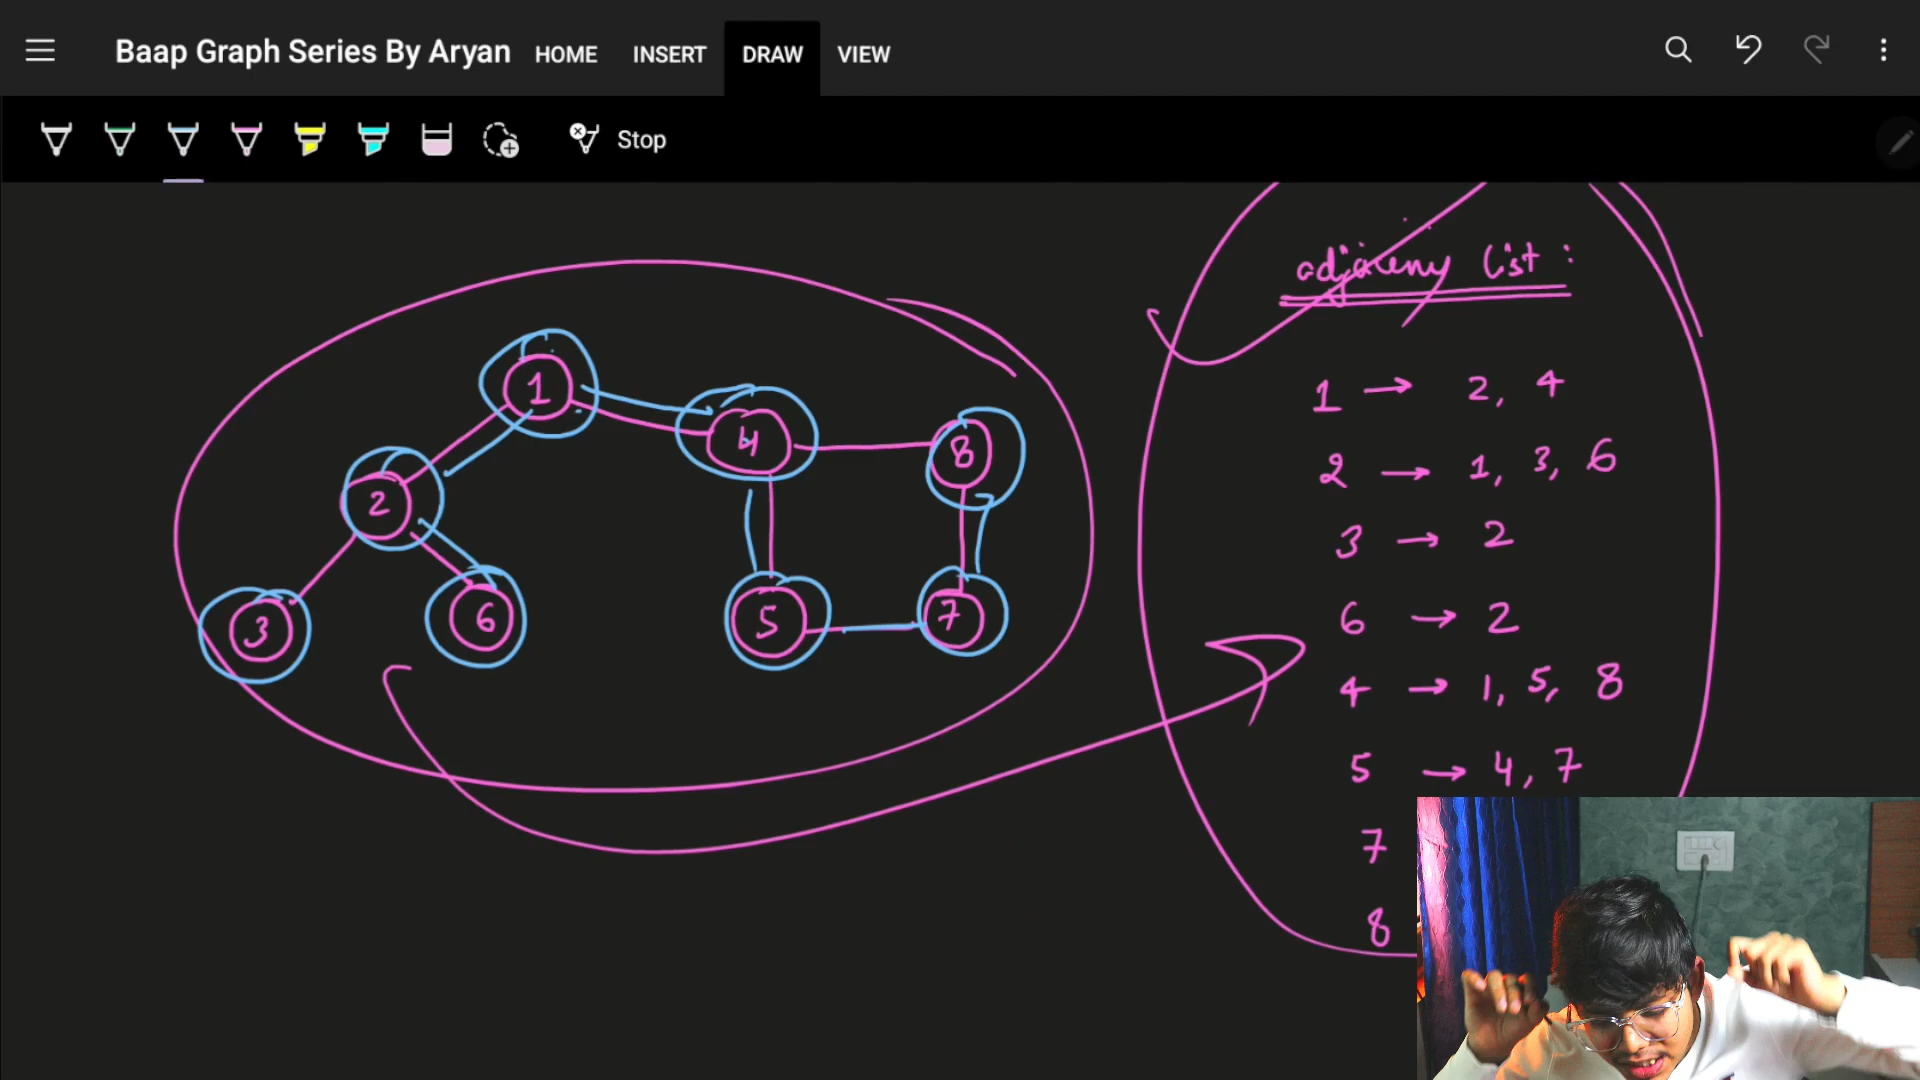 Baap Graph Series By Aryan HOME INSERT DRAW VIEW
Stop
adjaceny list :
1 → 2, 4
2 → 1, 3, 6
3 → 2
6 → 2
4 → 1, 5, 8
5 → 4, 7
7
8
1
4
8
2
3
6
5
7